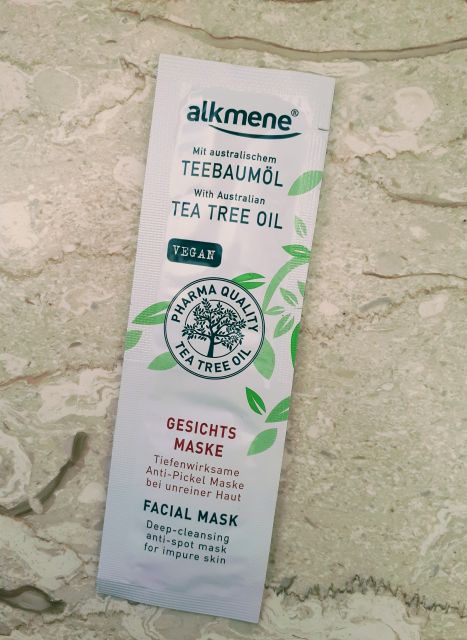 alkmene®
Mit australischem
TEEBAUMÖL
With Australian
TEA TREE OIL
VEGAN
PHARMA QUALITY
TEA TREE OIL
GESICHTS
MASKE
Tiefenwirksame
Anti-Pickel Maske
bei unreiner Haut
FACIAL MASK
Deep-cleansing
anti-spot mask
for impure skin